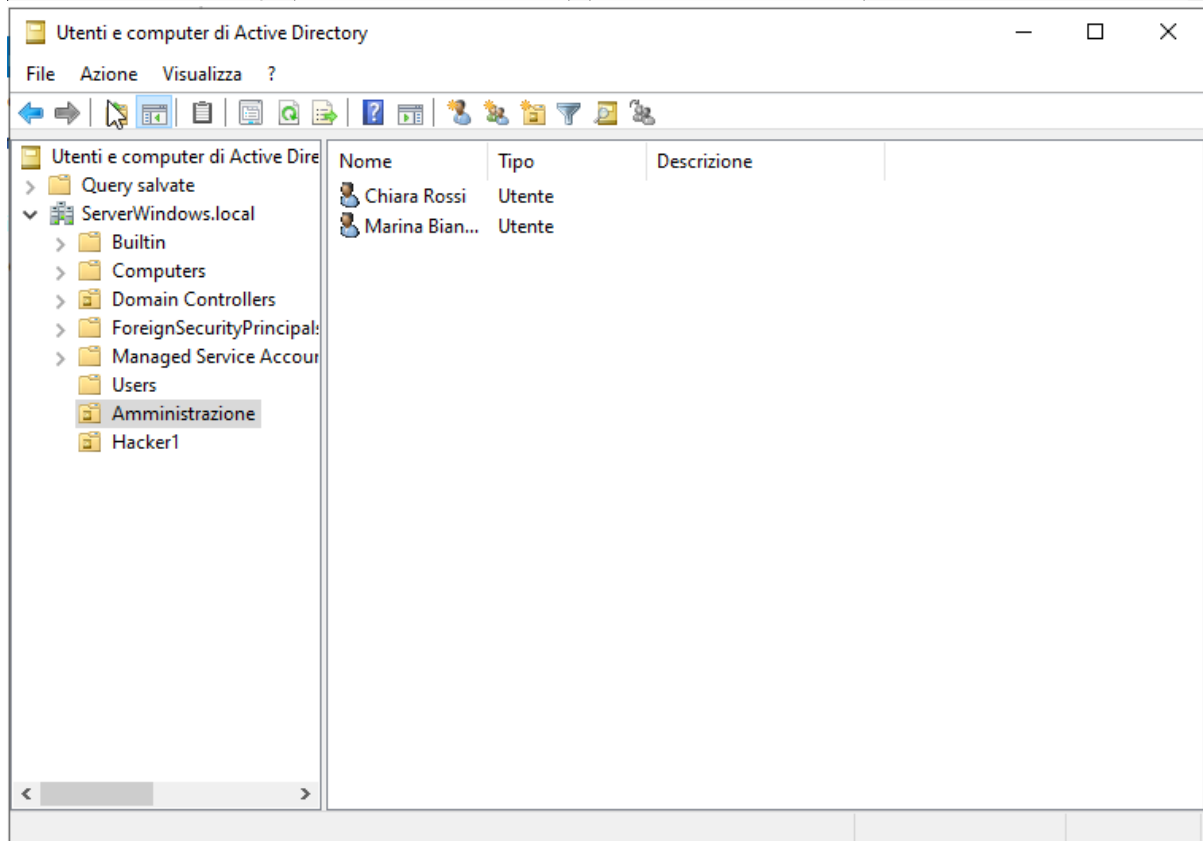 Utenti e computer di Active Directory
File Azione Visualizza ?
Utenti e computer di Active Dire
Query salvate
ServerWindows.local
Builtin
Computers
Domain Controllers
ForeignSecurityPrincipals
Managed Service Accour
Users
Amministrazione
Hacker1
Nome Tipo Descrizione
Chiara Rossi Utente
Marina Bian... Utente